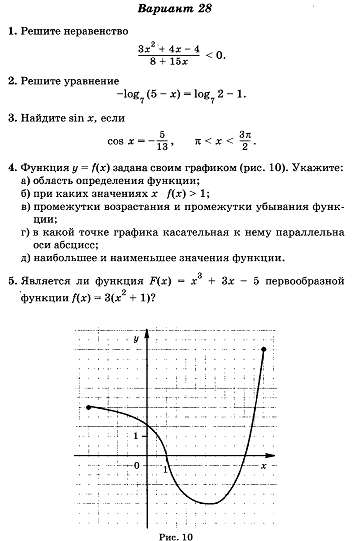 Вариант 28
1. Решите неравенство
3x² + 4x − 4
8 + 15x
< 0.
2. Решите уравнение
−log₇ (5 − x) = log₇ 2 − 1.
3. Найдите sin x, если
cos x = − 5/13, π < x < 3π/2.
4. Функция y = f(x) задана своим графиком (рис. 10). Укажите:
а) область определения функции;
б) при каких значениях x f(x) > 1;
в) промежутки возрастания и промежутки убывания функ-
ции;
г) в какой точке графика касательная к нему параллельна
оси абсцисс;
д) наибольшее и наименьшее значения функции.
5. Является ли функция F(x) = x³ + 3x − 5 первообразной
функции f(x) = 3(x² + 1)?
y
1
0
1
x
Рис. 10